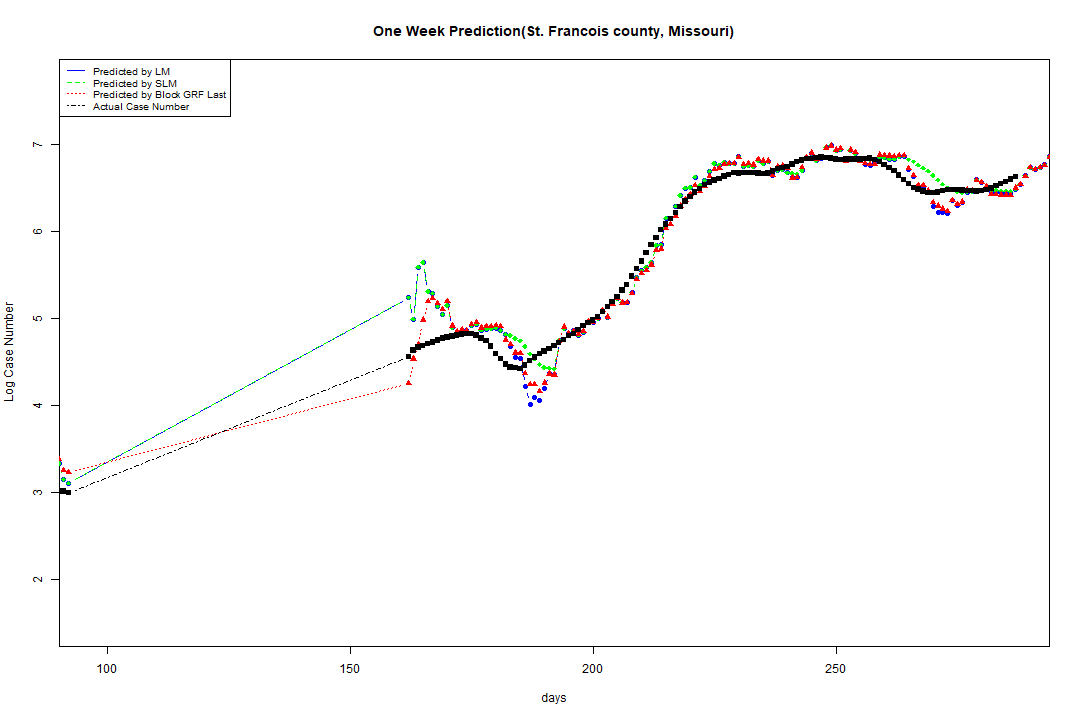 One Week Prediction(St. Francois county, Missouri)
Predicted by LM
Predicted by SLM
Predicted by Block GRF Last
Actual Case Number
7
6
5
4
3
2
Log Case Number
100 150 200 250
days